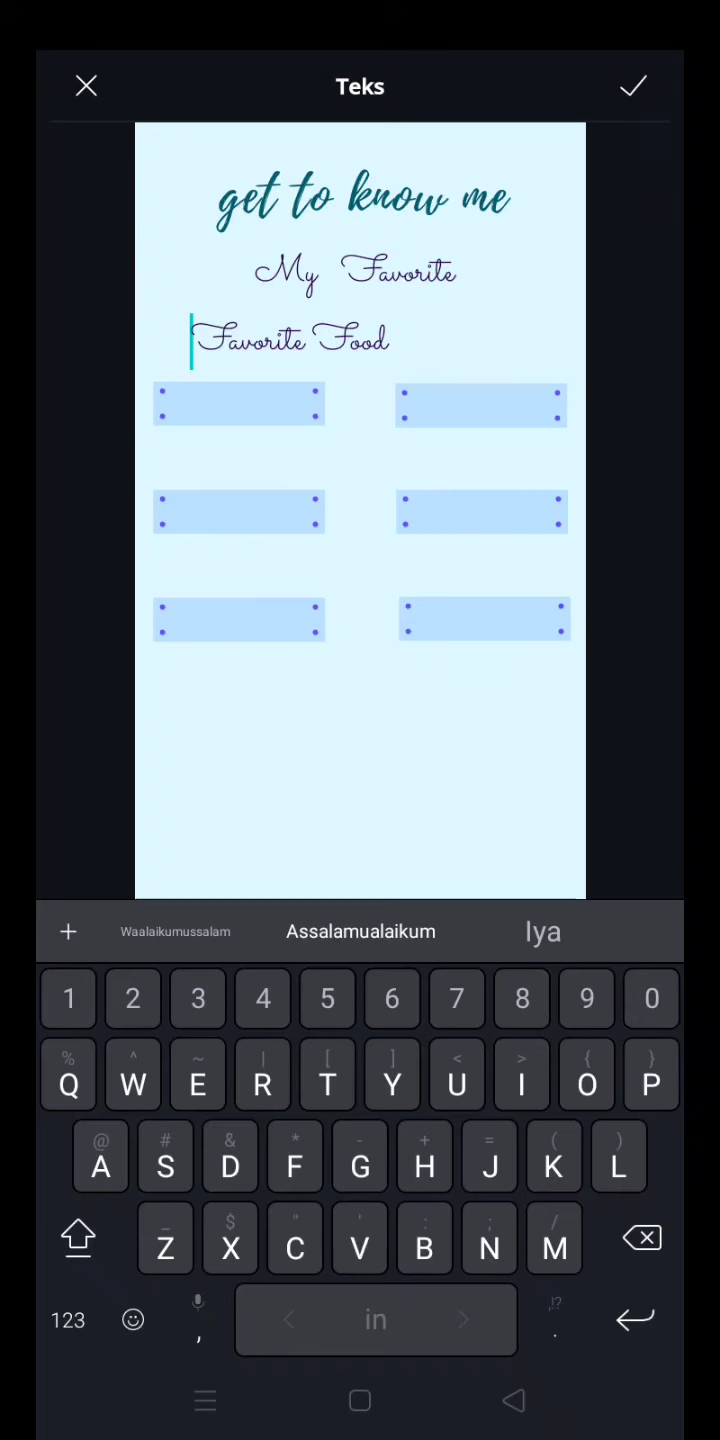 Teks
get to know me
My Favorite
Favorite Food
Waalaikumussalam Assalamualaikum Iya
1 2 3 4 5 6 7 8 9 0
% ^ ~ | [ ] < > { }
Q W E R T Y U I O P
@ # & * - + = ( )
A S D F G H J K L
_ $ " ' : ; /
Z X C V B N M
123 , in ,!? .